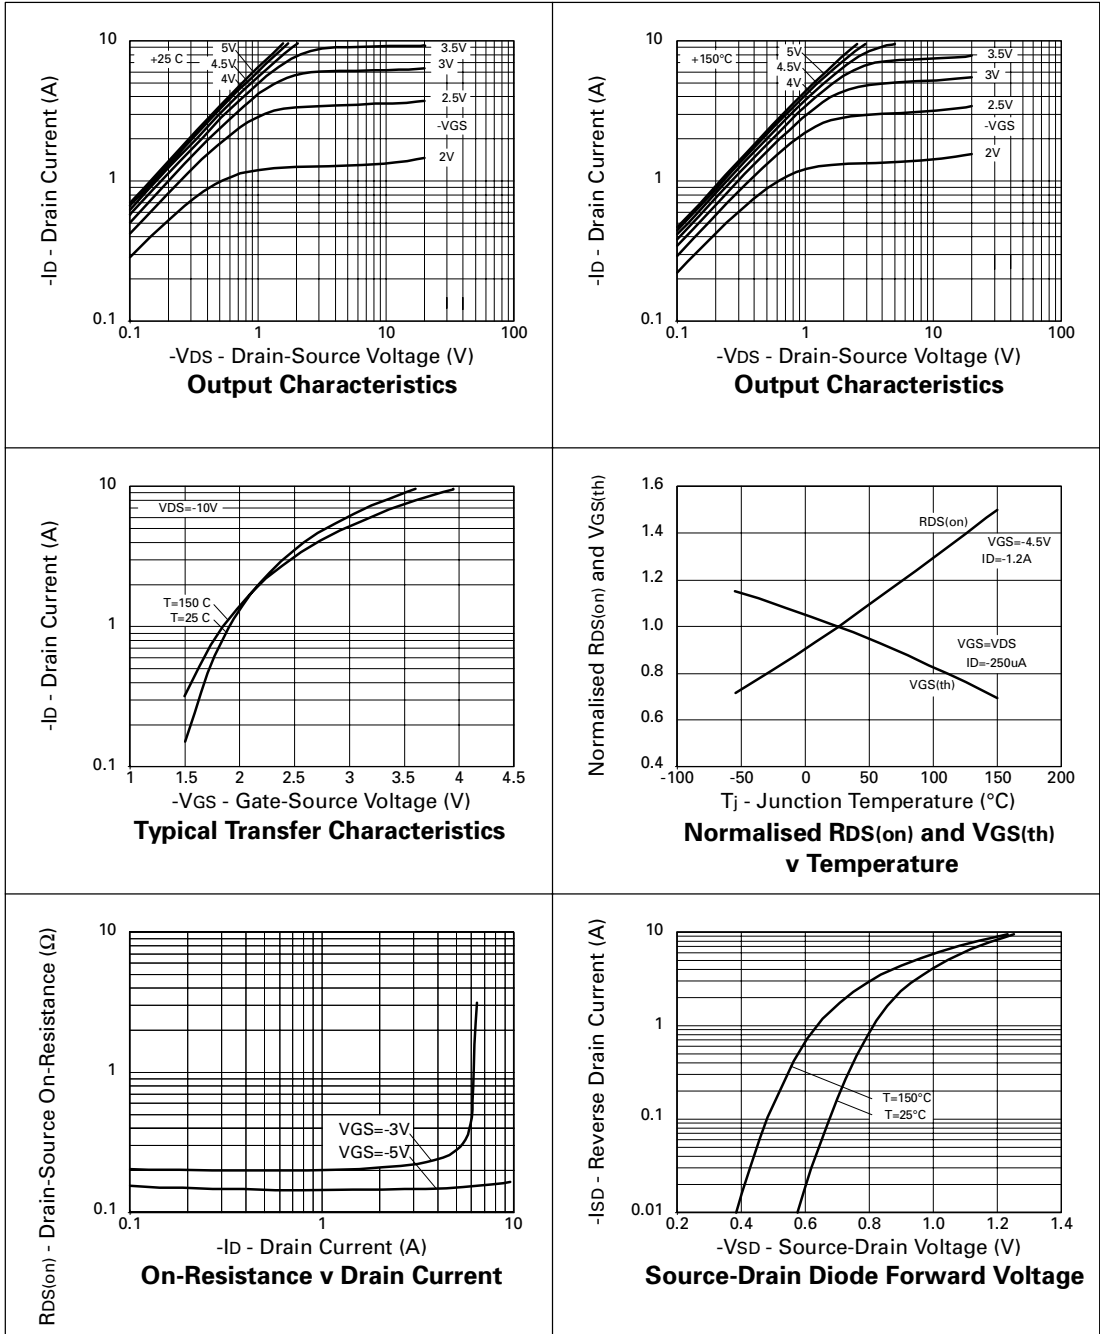 10
+25 C
5V
4.5V
4V
3.5V
3V
2.5V
-VGS
2V
1
0.1
0.1
1
10
100
-ID - Drain Current (A)
-VDS - Drain-Source Voltage (V)
Output Characteristics
10
+150°C
5V
4.5V
4V
3.5V
3V
2.5V
-VGS
2V
1
0.1
0.1
1
10
100
-ID - Drain Current (A)
-VDS - Drain-Source Voltage (V)
Output Characteristics
10
VDS=-10V
T=150 C
T=25 C
1
0.1
1
1.5
2
2.5
3
3.5
4
4.5
-ID - Drain Current (A)
-VGS - Gate-Source Voltage (V)
Typical Transfer Characteristics
1.6
1.4
1.2
1.0
0.8
0.6
0.4
RDS(on)
VGS=-4.5V
ID=-1.2A
VGS=VDS
ID=-250uA
VGS(th)
-100
-50
0
50
100
150
200
Normalised RDS(on) and VGS(th)
Tj - Junction Temperature (°C)
Normalised RDS(on) and VGS(th)
v Temperature
10
1
0.1
VGS=-3V
VGS=-5V
0.1
1
10
RDS(on) - Drain-Source On-Resistance (Ω)
-ID - Drain Current (A)
On-Resistance v Drain Current
10
1
0.1
0.01
T=150°C
T=25°C
0.2
0.4
0.6
0.8
1.0
1.2
1.4
-ISD - Reverse Drain Current (A)
-VSD - Source-Drain Voltage (V)
Source-Drain Diode Forward Voltage